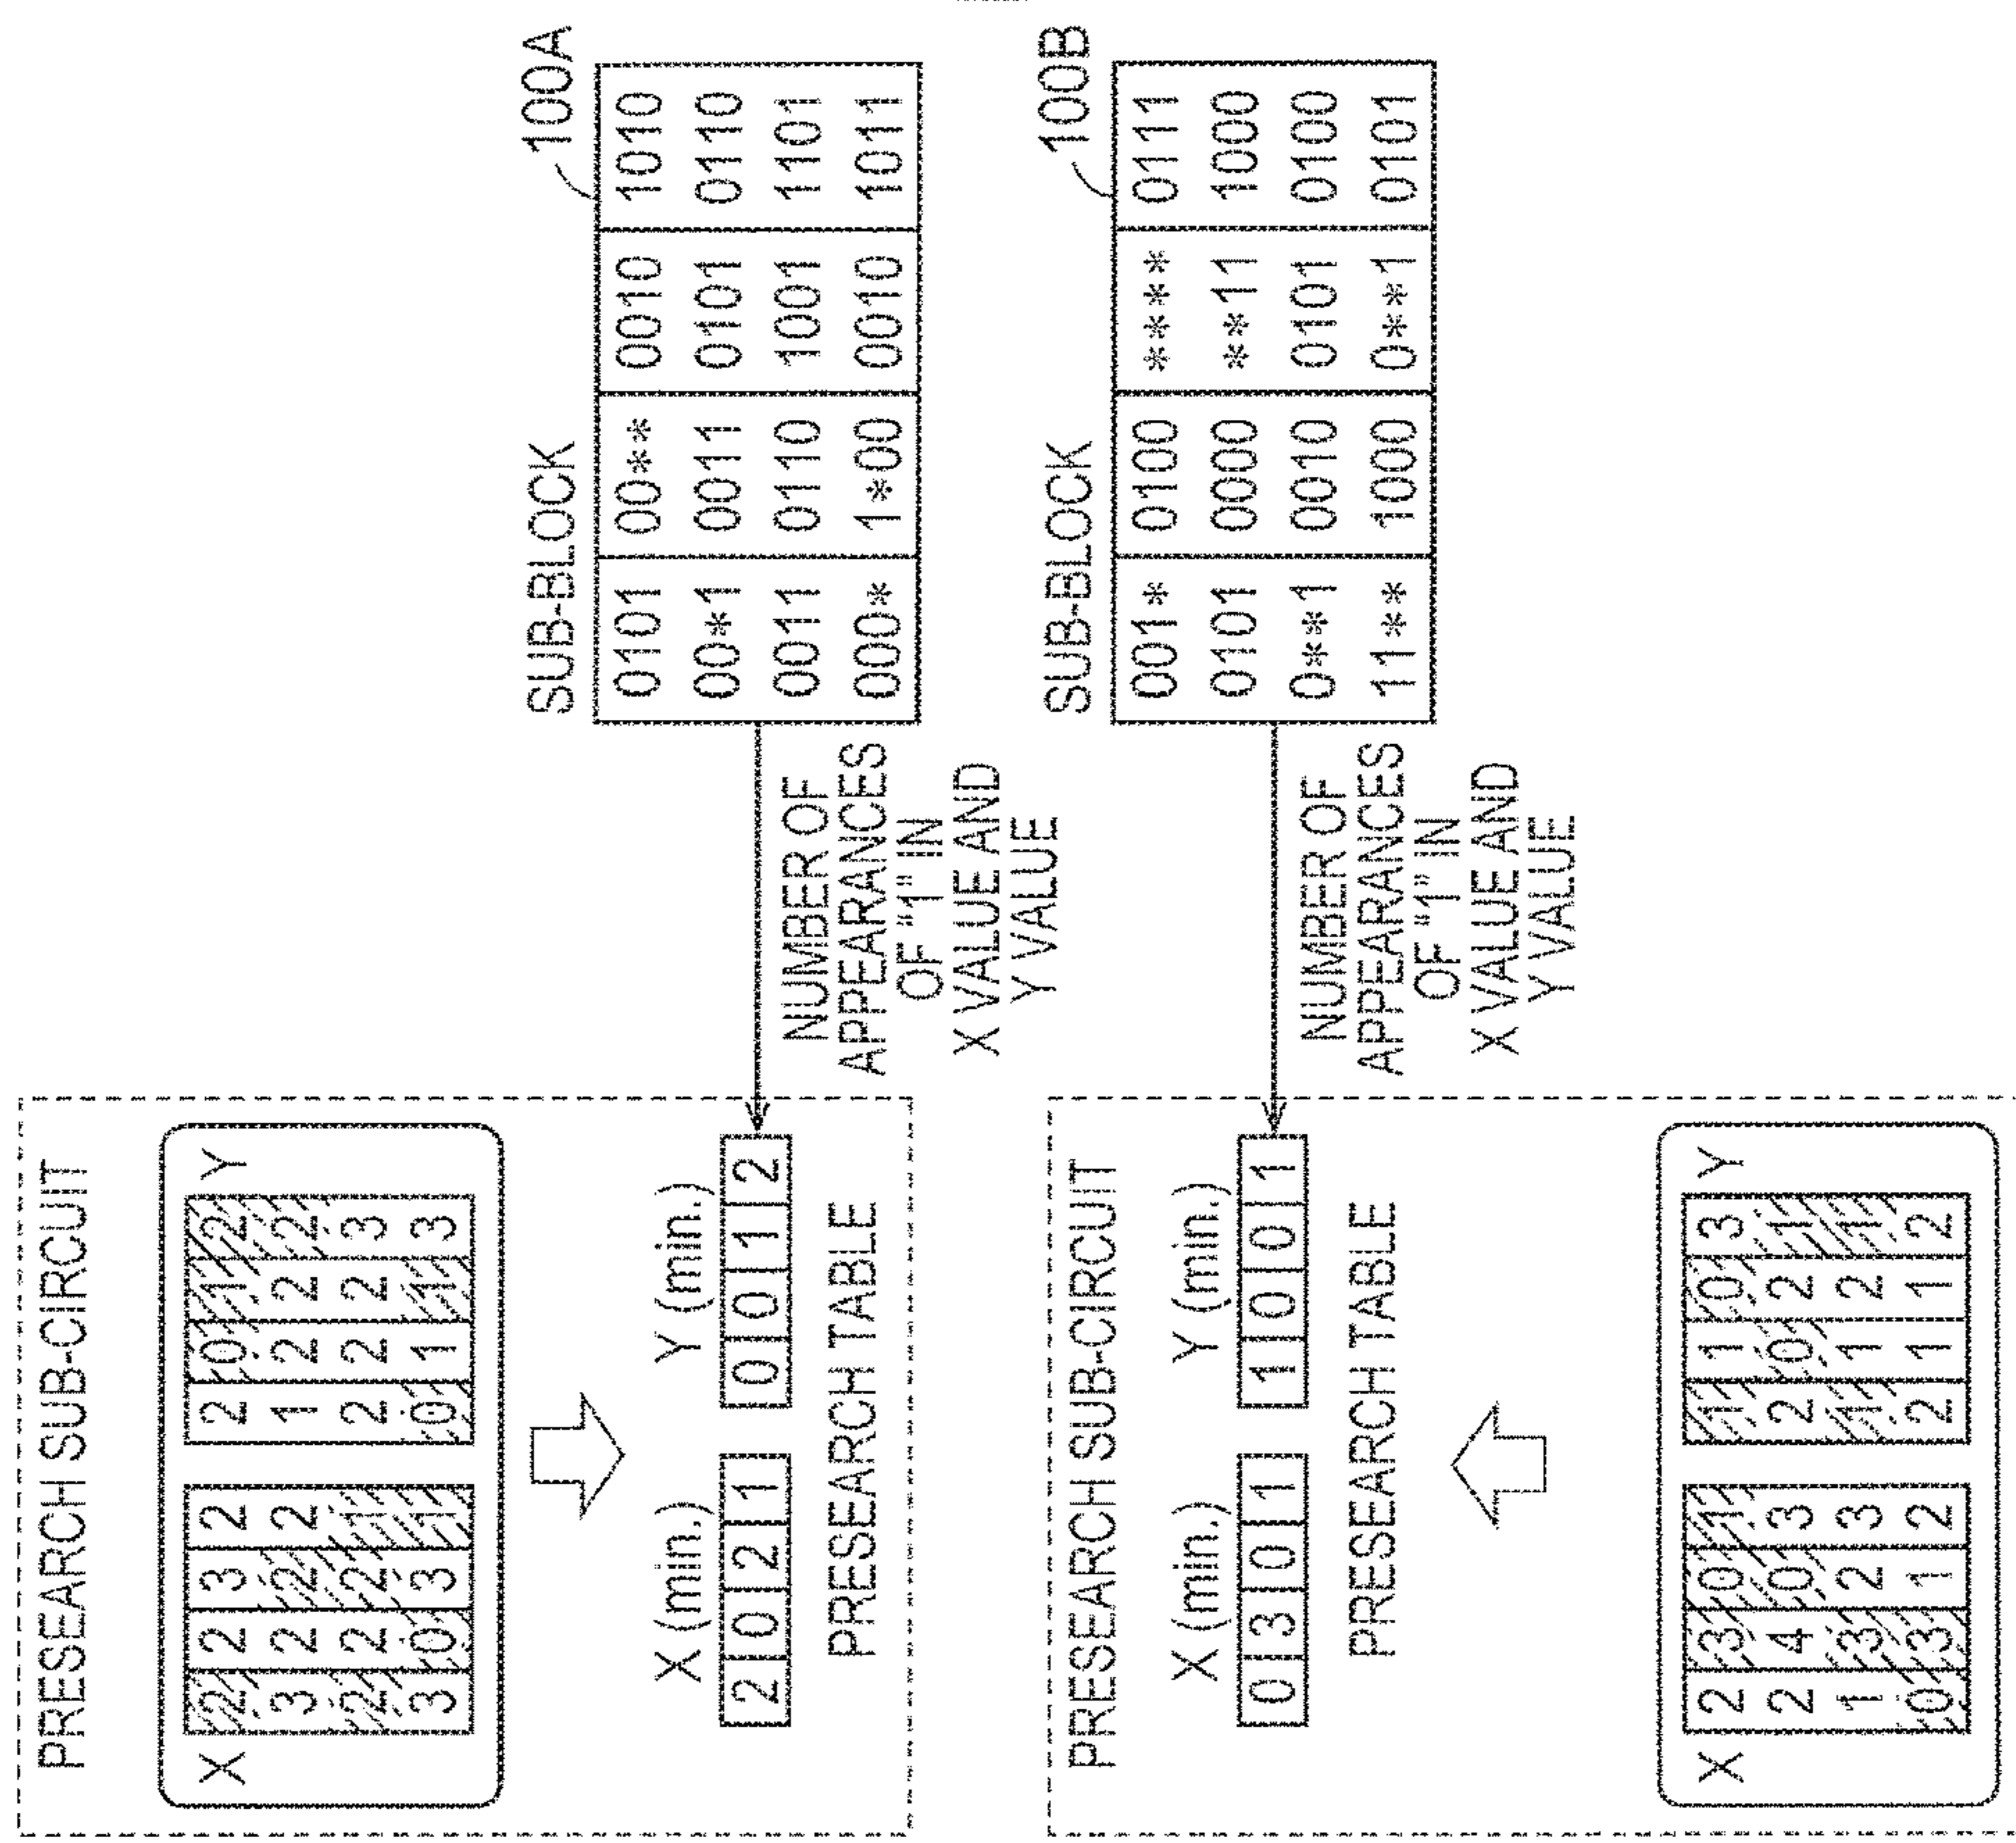 PRESEARCH SUB-CIRCUIT
X 2 2 3 2 2 0 1 2 Y
3 2 2 2 1 2 2 2
2 2 2 1 2 2 2 3
3 0 3 1 0 1 1 3
X (min.) Y (min.)
2 0 2 1 0 0 1 2
PRESEARCH TABLE
NUMBER OF
APPEARANCES
OF "1" IN
X VALUE AND
Y VALUE
SUB-BLOCK 100A
0101 00** 0010 1010
00*1 0011 0101 0110
0011 0110 1001 1101
000* 1*00 0010 1011
PRESEARCH SUB-CIRCUIT
X (min.) Y (min.)
0 3 0 1 1 0 0 1
PRESEARCH TABLE
X 2 3 0 1 1 1 0 3 Y
2 4 0 3 2 0 2 1
1 3 2 3 1 1 2 1
0 3 1 2 2 1 1 2
NUMBER OF
APPEARANCES
OF "1" IN
X VALUE AND
Y VALUE
SUB-BLOCK 100B
001* 0100 **** 0111
0101 0000 **11 1000
0**1 0010 0101 0100
11** 1000 0**1 0101